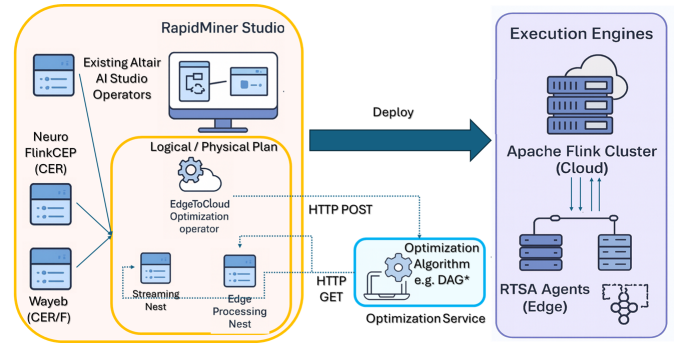 RapidMiner Studio
Existing Altair
AI Studio
Operators
Neuro
FlinkCEP
(CER)
Wayeb
(CER/F)
Logical / Physical Plan
EdgeToCloud
Optimization
operator
Streaming
Nest
Edge
Processing
Nest
Deploy
HTTP POST
HTTP
GET
Optimization
Algorithm
e.g. DAG*
Optimization Service
Execution Engines
Apache Flink Cluster
(Cloud)
RTSA Agents
(Edge)